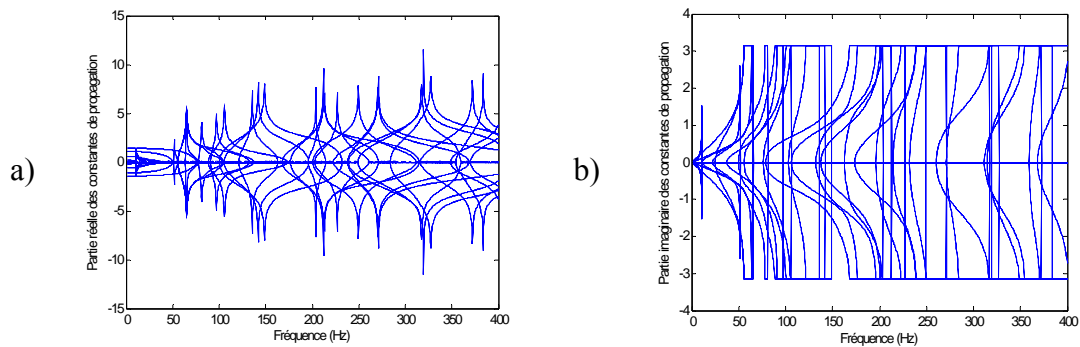 a)
Partie réelle des constantes de propagation
15
10
5
0
-5
-10
-15
0 50 100 150 200 250 300 350 400
Fréquence (Hz)
b)
Partie imaginaire des constantes de propagation
4
3
2
1
0
-1
-2
-3
-4
0 50 100 150 200 250 300 350 400
Fréquence (Hz)